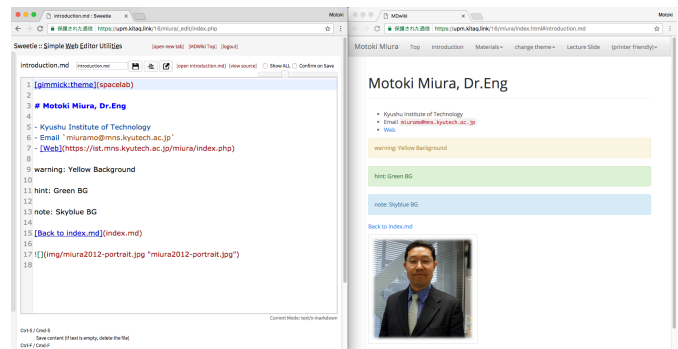 introduction.md : Sweetie
Motoki
保護された通信 https://upm.kitaq.link/16/miura/_edit/index.php
Sweetie :: Simple Web Editor Utilities [open new tab] [MDWiki Top] [logout]
introduction.md introduction.md [open introduction.md] [view source] Show ALL Confirm on Save
1 [gimmick:theme](spacelab)
2
3 # Motoki Miura, Dr.Eng
4
5 - Kyushu Institute of Technology
6 - Email `miuramo@mns.kyutech.ac.jp`
7 - [Web](https://ist.mns.kyutech.ac.jp/miura/index.php)
8
9 warning: Yellow Background
10
11 hint: Green BG
12
13 note: Skyblue BG
14
15 [Back to index.md](index.md)
16
17 ![](img/miura2012-portrait.jpg "miura2012-portrait.jpg")
18
Current Mode: text/x-markdown
Ctrl-S / Cmd-S
Save content (if text is empty, delete the file)
Ctrl-F / Cmd-F
MDwiki
Motoki
保護された通信 https://upm.kitaq.link/16/miura/index.html#!introduction.md
Motoki Miura Top Introduction Materials change theme Lecture Slide (printer friendly)
Motoki Miura, Dr.Eng
Kyushu Institute of Technology
Email miuramo@mns.kyutech.ac.jp
Web
warning: Yellow Background
hint: Green BG
note: Skyblue BG
Back to index.md